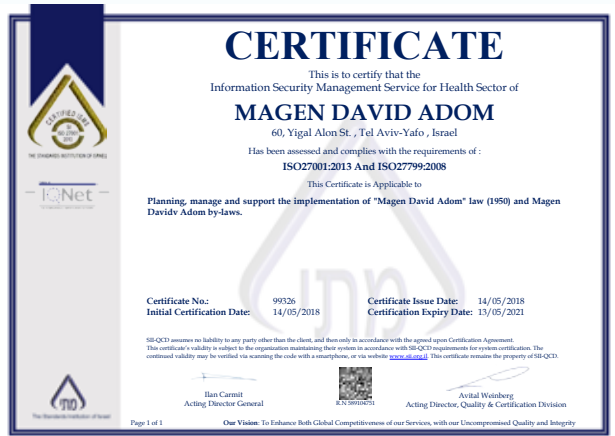 CERTIFICATE
This is to certify that the
Information Security Management Service for Health Sector of
MAGEN DAVID ADOM
60, Yigal Alon St. , Tel Aviv-Yafo , Israel
Has been assessed and complies with the requirements of :
ISO27001:2013 And ISO27799:2008
This Certificate is Applicable to
Planning, manage and support the implementation of "Magen David Adom" law (1950) and Magen
Davidv Adom by-laws.
CERTIFIED ISMS
ISO 27001
2013
THE STANDARDS INSTITUTION OF ISRAEL
IQNet
מתי
Certificate No.: 99326 Certificate Issue Date: 14/05/2018
Initial Certification Date: 14/05/2018 Certification Expiry Date: 13/05/2021
SII-QCD assumes no liability to any party other than the client, and then only in accordance with the agreed upon Certification Agreement.
This certificate's validity is subject to the organization maintaining their system in accordance with SII-QCD requirements for system certification. The
continued validity may be verified via scanning the code with a smartphone, or via website www.sii.org.il. This certificate remains the property of SII-QCD.
Ilan Carmit
Acting Director General
R.N 589104751
Avital Weinberg
Acting Director, Quality & Certification Division
מתי
The Standards Institution of Israel
Page 1 of 1 Our Vision: To Enhance Both Global Competitiveness of our Services, with our Uncompromised Quality and Integrity